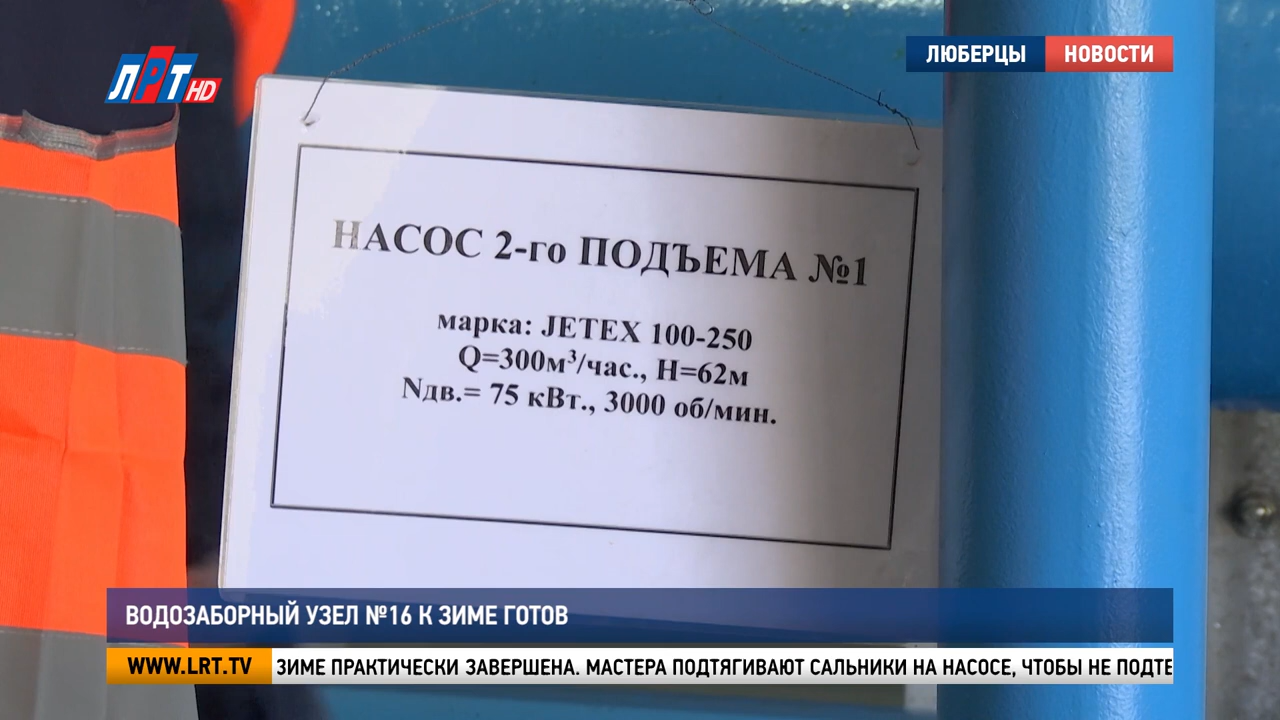 ЛРТ HD
ЛЮБЕРЦЫ НОВОСТИ
НАСОС 2-го ПОДЪЕМА №1
марка: JETEX 100-250
Q=300м³/час., Н=62м
Nдв.= 75 кВт., 3000 об/мин.
ВОДОЗАБОРНЫЙ УЗЕЛ №16 К ЗИМЕ ГОТОВ
WWW.LRT.TV ЗИМЕ ПРАКТИЧЕСКИ ЗАВЕРШЕНА. МАСТЕРА ПОДТЯГИВАЮТ САЛЬНИКИ НА НАСОСЕ, ЧТОБЫ НЕ ПОДТЕ